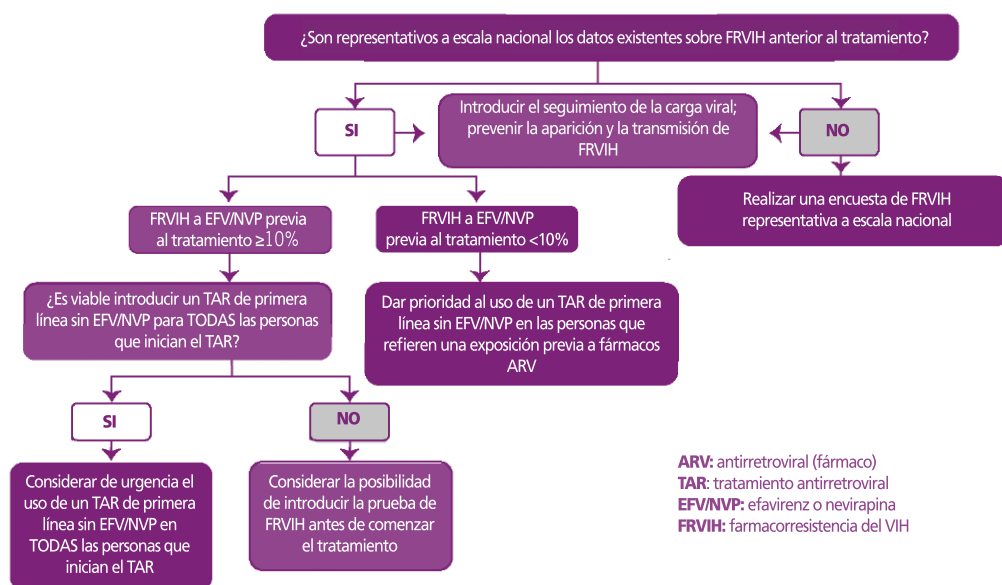 ¿Son representativos a escala nacional los datos existentes sobre FRVIH anterior al tratamiento?
SI
Introducir el seguimiento de la carga viral;
prevenir la aparición y la transmisión de
FRVIH
NO
Realizar una encuesta de FRVIH
representativa a escala nacional
FRVIH a EFV/NVP previa
al tratamiento ≥10%
FRVIH a EFV/NVP
previa al tratamiento <10%
¿Es viable introducir un TAR de primera
línea sin EFV/NVP para TODAS las personas
que inician el TAR?
Dar prioridad al uso de un TAR de primera
línea sin EFV/NVP en las personas que
refieren una exposición previa a fármacos
ARV
SI
NO
Considerar de urgencia el
uso de un TAR de primera
línea sin EFV/NVP en
TODAS las personas que
inician el TAR
Considerar la posibilidad
de introducir la prueba de
FRVIH antes de comenzar
el tratamiento
ARV: antirretroviral (fármaco)
TAR: tratamiento antirretroviral
EFV/NVP: efavirenz o nevirapina
FRVIH: farmacorresistencia del VIH